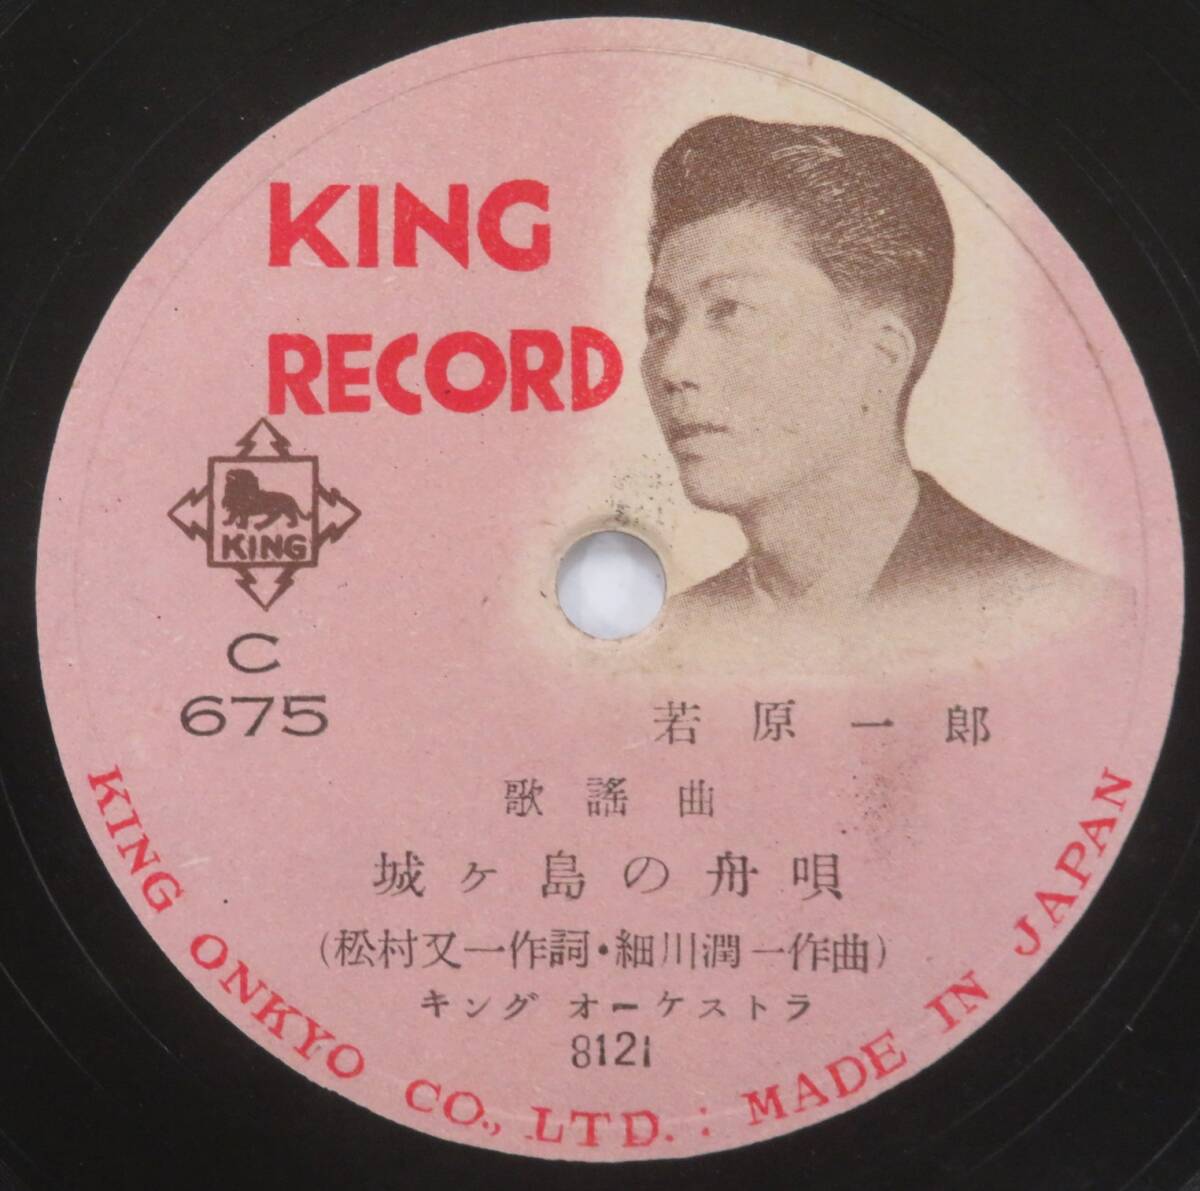 KING
RECORD
KING
C
675
若原一郎
歌謡曲
城ヶ島の舟唄
(松村又一作詞・細川潤一作曲)
キング オーケストラ
8121
KING ONKYO CO., LTD. : MADE IN JAPAN